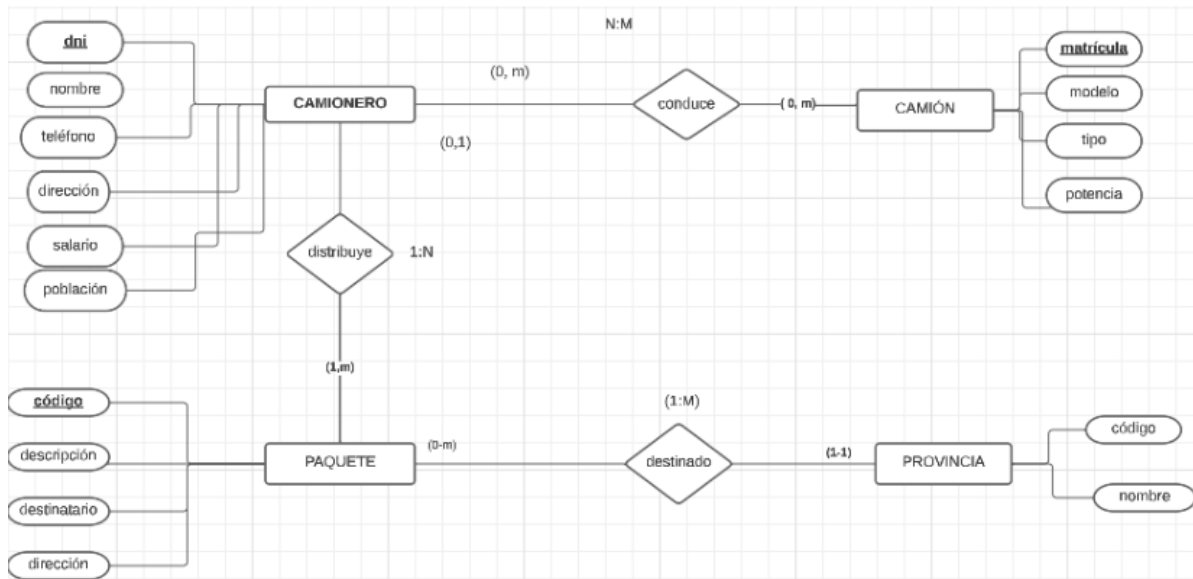 N:M
dni
matrícula
nombre
(0, m)
modelo
CAMIONERO
conduce
( 0, m)
CAMIÓN
teléfono
(0,1)
tipo
dirección
potencia
salario
distribuye
1:N
población
(1,m)
código
(1:M)
código
descripción
PAQUETE
(0-m)
destinado
(1-1)
PROVINCIA
nombre
destinatario
dirección